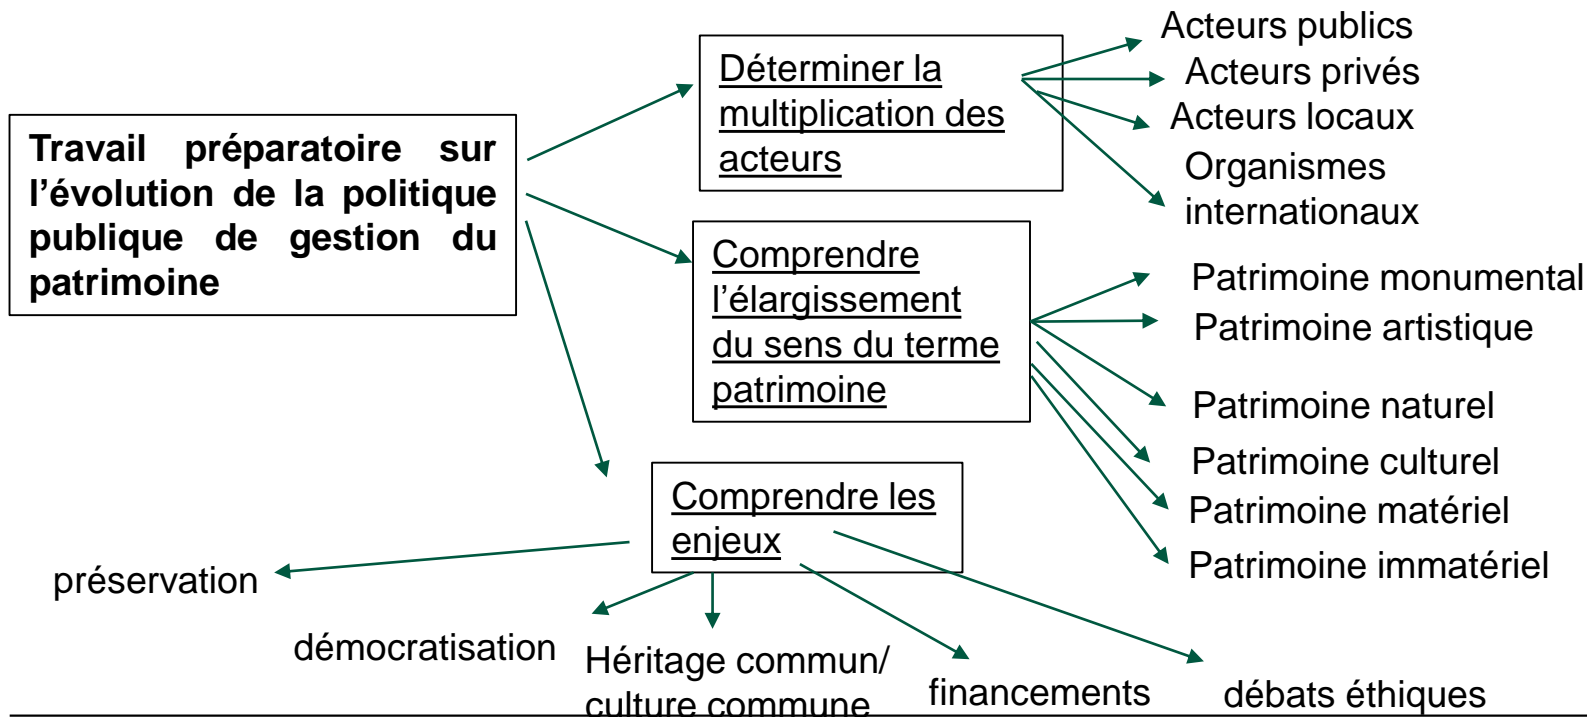 Travail préparatoire sur
l’évolution de la politique
publique de gestion du
patrimoine
Déterminer la
multiplication des
acteurs
Acteurs publics
Acteurs privés
Acteurs locaux
Organismes
internationaux
Comprendre
l’élargissement
du sens du terme
patrimoine
Patrimoine monumental
Patrimoine artistique
Patrimoine naturel
Patrimoine culturel
Patrimoine matériel
Patrimoine immatériel
Comprendre les
enjeux
préservation
démocratisation
Héritage commun/
culture commune
financements
débats éthiques